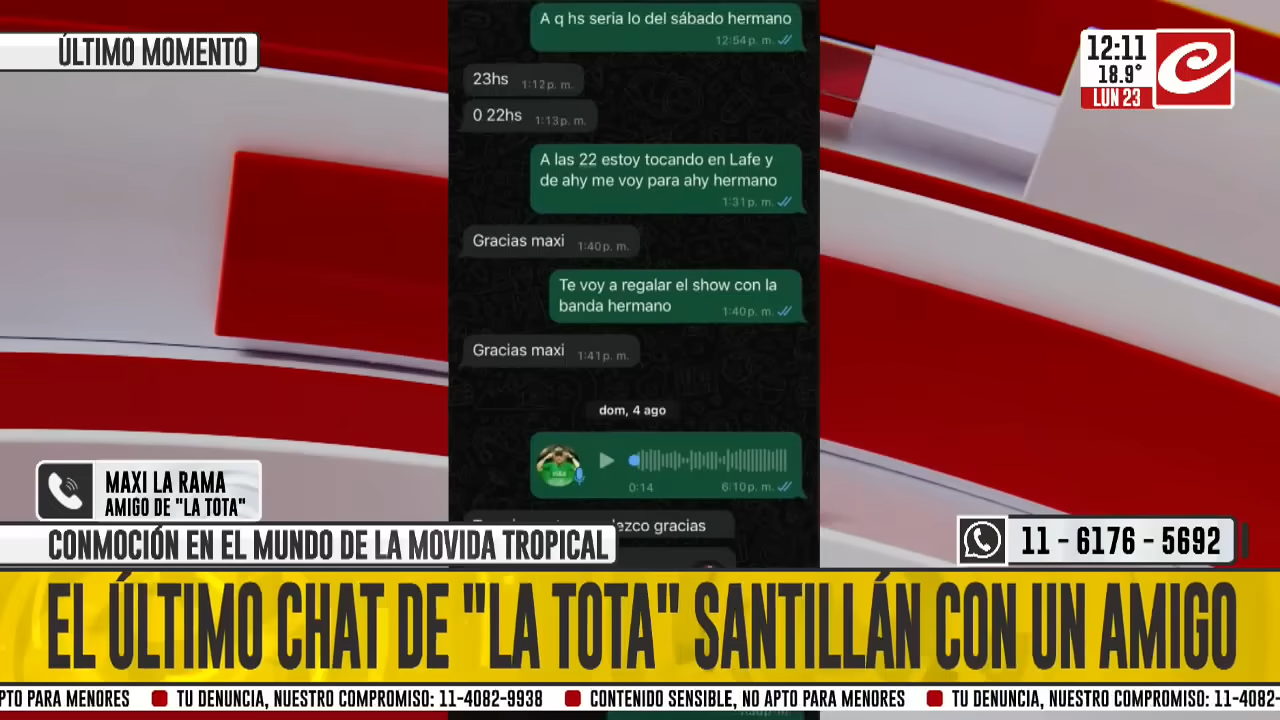 ÚLTIMO MOMENTO
12:11
18.9°
LUN 23
A q hs seria lo del sábado hermano
12:54 p. m.
23hs
1:12 p. m.
0 22hs
1:13 p. m.
A las 22 estoy tocando en Lafe y
de ahy me voy para ahy hermano
1:31 p. m.
Gracias maxi
1:40 p. m.
Te voy a regalar el show con la
banda hermano
1:40 p. m.
Gracias maxi
1:41 p. m.
dom, 4 ago
0:14
6:10 p. m.
gracias
MAXI LA RAMA
AMIGO DE "LA TOTA"
CONMOCIÓN EN EL MUNDO DE LA MOVIDA TROPICAL
11 - 6176 - 5692
EL ÚLTIMO CHAT DE "LA TOTA" SANTILLÁN CON UN AMIGO
APTO PARA MENORES TU DENUNCIA, NUESTRO COMPROMISO: 11-4082-9938 CONTENIDO SENSIBLE, NO APTO PARA MENORES TU DENUNCIA, NUESTRO COMPROMISO: 11-4082-